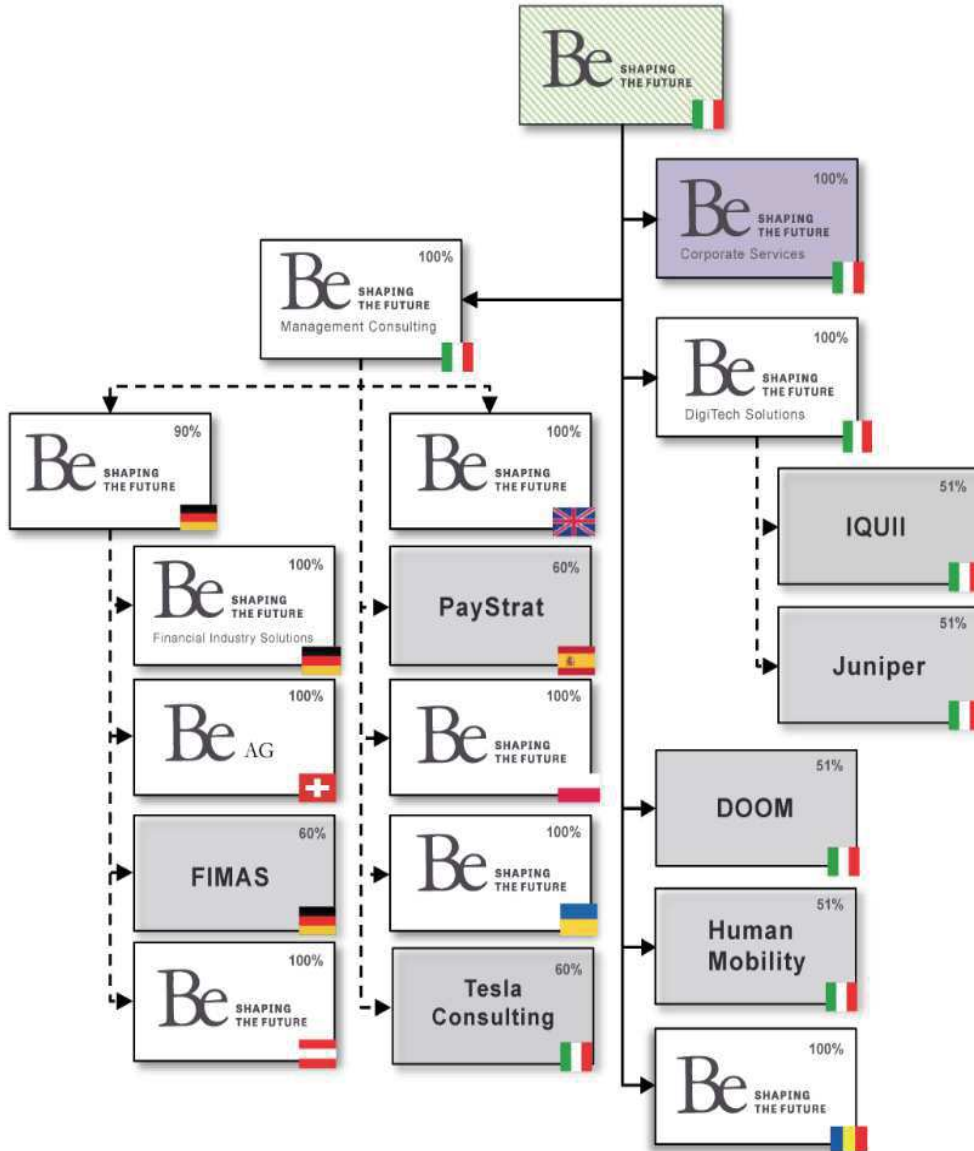 Be SHAPING
THE FUTURE
100%
Be SHAPING
THE FUTURE
Corporate Services
100%
Be SHAPING
THE FUTURE
Management Consulting
100%
Be SHAPING
THE FUTURE
DigiTech Solutions
90%
Be SHAPING
THE FUTURE
100%
Be SHAPING
THE FUTURE
51%
IQUII
100%
Be SHAPING
THE FUTURE
Financial Industry Solutions
60%
PayStrat
51%
Juniper
100%
Be AG
100%
Be SHAPING
THE FUTURE
51%
DOOM
60%
FIMAS
100%
Be SHAPING
THE FUTURE
51%
Human
Mobility
100%
Be SHAPING
THE FUTURE
60%
Tesla
Consulting
100%
Be SHAPING
THE FUTURE